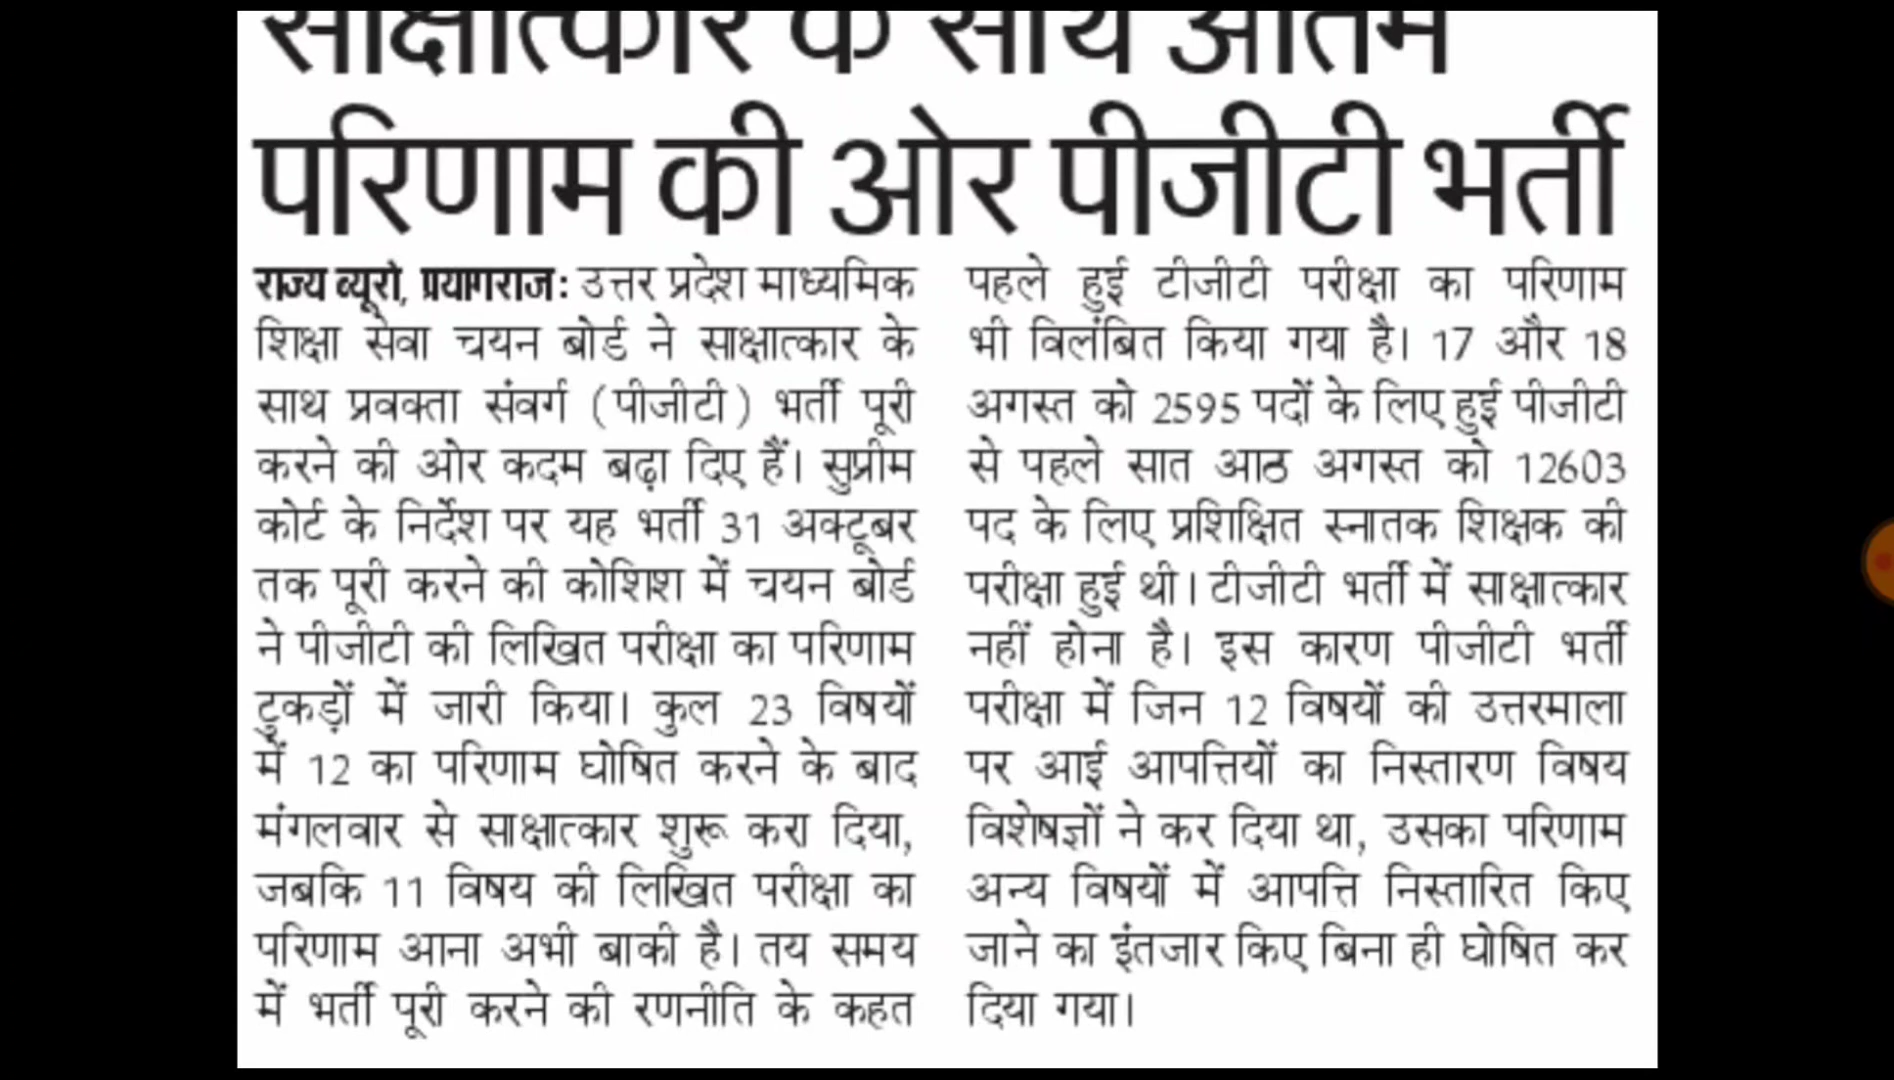 साक्षात्कार के साथ अंतिम
परिणाम की ओर पीजीटी भर्ती
राज्य ब्यूरो, प्रयागराज: उत्तर प्रदेश माध्यमिक
शिक्षा सेवा चयन बोर्ड ने साक्षात्कार के
साथ प्रवक्ता संवर्ग (पीजीटी) भर्ती पूरी
करने की ओर कदम बढ़ा दिए हैं। सुप्रीम
कोर्ट के निर्देश पर यह भर्ती 31 अक्टूबर
तक पूरी करने की कोशिश में चयन बोर्ड
ने पीजीटी की लिखित परीक्षा का परिणाम
टुकड़ों में जारी किया। कुल 23 विषयों
में 12 का परिणाम घोषित करने के बाद
मंगलवार से साक्षात्कार शुरू करा दिया,
जबकि 11 विषय की लिखित परीक्षा का
परिणाम आना अभी बाकी है। तय समय
में भर्ती पूरी करने की रणनीति के कहत
पहले हुई टीजीटी परीक्षा का परिणाम
भी विलंबित किया गया है। 17 और 18
अगस्त को 2595 पदों के लिए हुई पीजीटी
से पहले सात आठ अगस्त को 12603
पद के लिए प्रशिक्षित स्नातक शिक्षक की
परीक्षा हुई थी। टीजीटी भर्ती में साक्षात्कार
नहीं होना है। इस कारण पीजीटी भर्ती
परीक्षा में जिन 12 विषयों की उत्तरमाला
पर आई आपत्तियों का निस्तारण विषय
विशेषज्ञों ने कर दिया था, उसका परिणाम
अन्य विषयों में आपत्ति निस्तारित किए
जाने का इंतजार किए बिना ही घोषित कर
दिया गया।